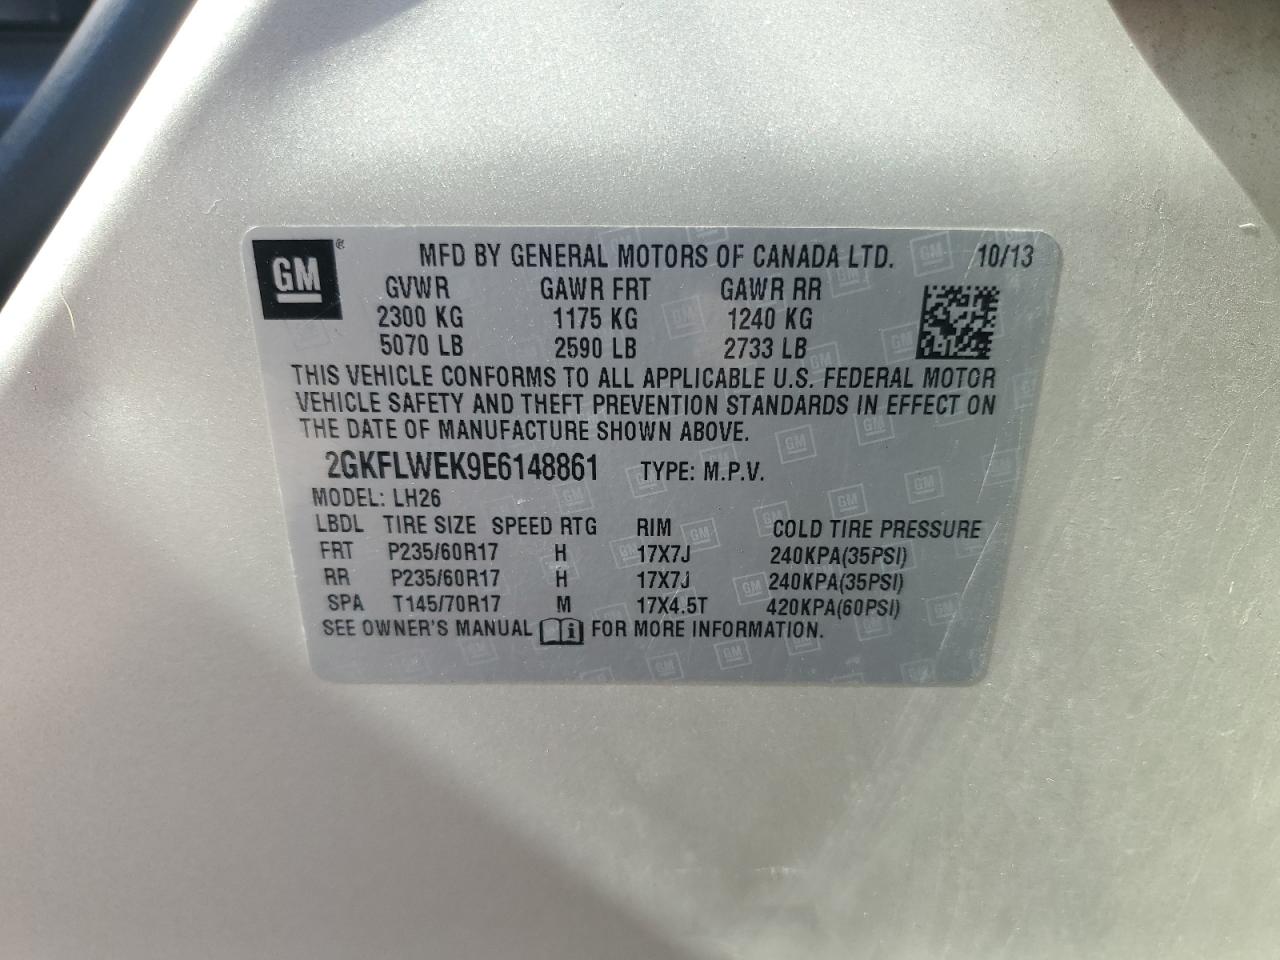 GM ® MFD BY GENERAL MOTORS OF CANADA LTD. 10/13
GVWR GAWR FRT GAWR RR
2300 KG 1175 KG 1240 KG
5070 LB 2590 LB 2733 LB
THIS VEHICLE CONFORMS TO ALL APPLICABLE U.S. FEDERAL MOTOR
VEHICLE SAFETY AND THEFT PREVENTION STANDARDS IN EFFECT ON
THE DATE OF MANUFACTURE SHOWN ABOVE.
2GKFLWEK9E6148861 TYPE: M.P.V.
MODEL: LH26
LBDL TIRE SIZE SPEED RTG RIM COLD TIRE PRESSURE
FRT P235/60R17 H 17X7J 240KPA(35PSI)
RR P235/60R17 H 17X7J 240KPA(35PSI)
SPA T145/70R17 M 17X4.5T 420KPA(60PSI)
SEE OWNER'S MANUAL i FOR MORE INFORMATION.